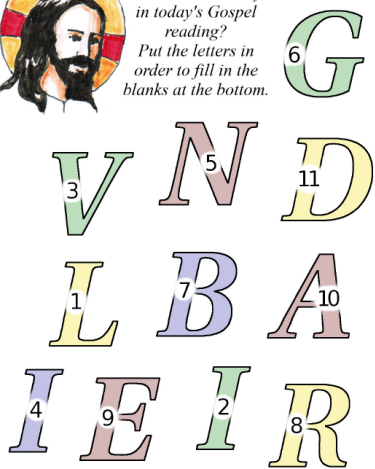 in today's Gospel
reading?
Put the letters in
order to fill in the
blanks at the bottom.
G 6
V 3
N 5
D 11
L 1
B 7
A 10
I 4
E 9
I 2
R 8